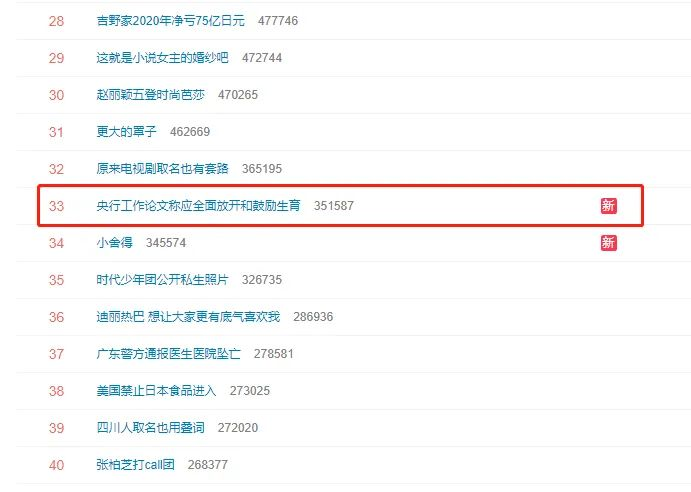 28 吉野家2020年净亏75亿日元 477746
29 这就是小说女主的婚纱吧 472744
30 赵丽颖五登时尚芭莎 470265
31 更大的罩子 462669
32 原来电视剧取名也有套路 365195
33 央行工作论文称应全面放开和鼓励生育 351587 新
34 小舍得 345574 新
35 时代少年团公开私生照片 326735
36 迪丽热巴 想让大家更有底气喜欢我 286936
37 广东警方通报医生医院坠亡 278581
38 美国禁止日本食品进入 273025
39 四川人取名也用叠词 272020
40 张柏芝打call团 268377